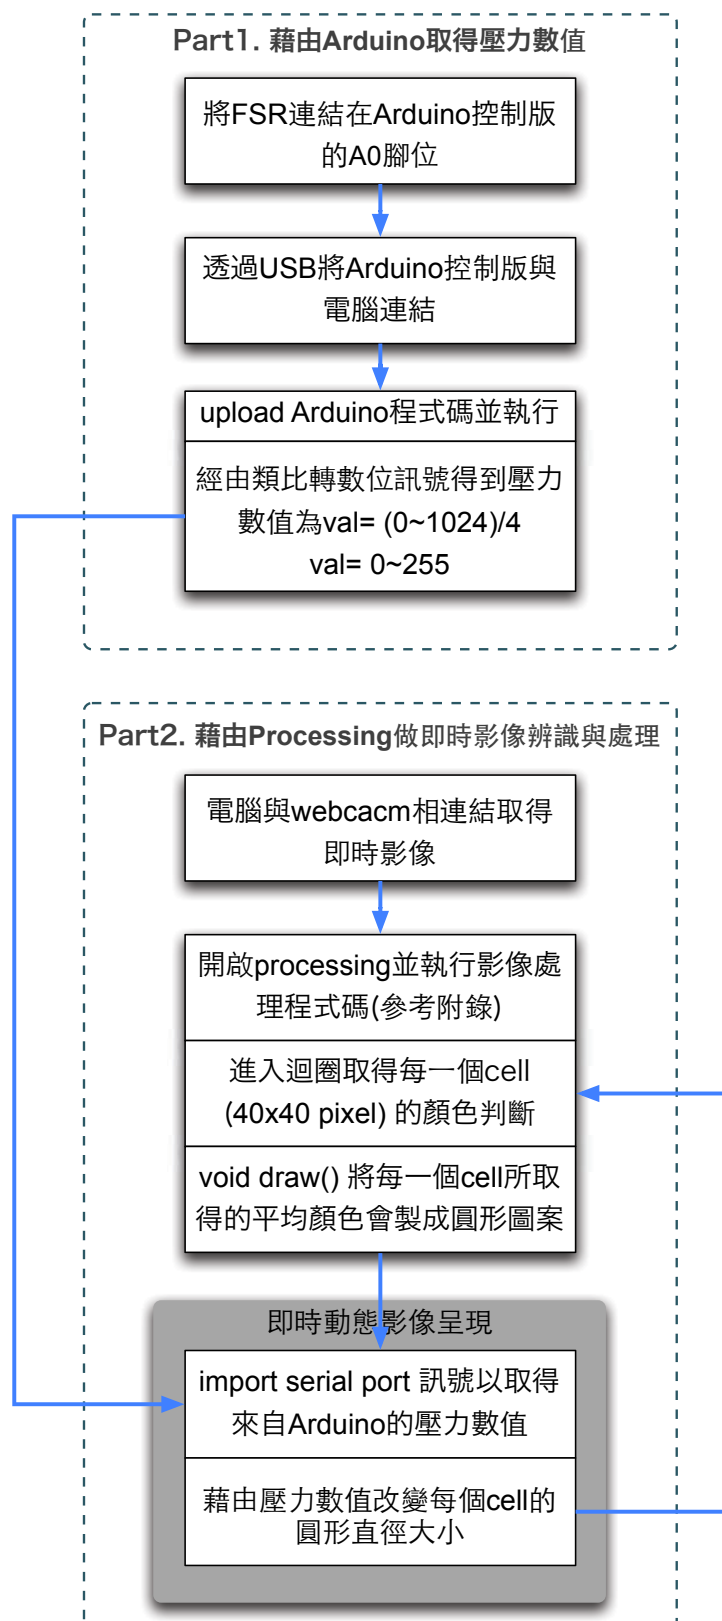 Part1. 藉由Arduino取得壓力數值
將FSR連結在Arduino控制版
的A0腳位
透過USB將Arduino控制版與
電腦連結
upload Arduino程式碼並執行
經由類比轉數位訊號得到壓力
數值為val= (0~1024)/4
val= 0~255
Part2. 藉由Processing做即時影像辨識與處理
電腦與webcacm相連結取得
即時影像
開啟processing並執行影像處
理程式碼(參考附錄)
進入迴圈取得每一個cell
(40x40 pixel) 的顏色判斷
void draw() 將每一個cell所取
得的平均顏色會製成圓形圖案
即時動態影像呈現
import serial port 訊號以取得
來自Arduino的壓力數值
藉由壓力數值改變每個cell的
圓形直徑大小